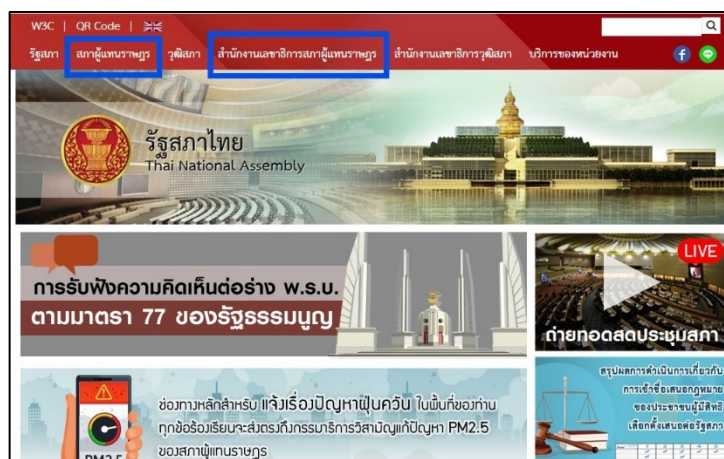 W3C | QR Code |
รัฐสภา สภาผู้แทนราษฎร วุฒิสภา สำนักงานเลขาธิการสภาผู้แทนราษฎร สำนักงานเลขาธิการวุฒิสภา บริการของหน่วยงาน
รัฐสภาไทย
Thai National Assembly
การรับฟังความคิดเห็นต่อร่าง พ.ร.บ.
ตามมาตรา 77 ของรัฐธรรมนูญ
LIVE
ถ่ายทอดสดประชุมสภา
ช่องทางหลักสำหรับ แจ้งเรื่องปัญหาฝุ่นควัน ในพื้นที่ของท่าน
ทุกข้อร้องเรียนจะส่งตรงถึงกรรมาธิการวิสามัญแก้ปัญหา PM2.5
ของสภาผู้แทนราษฎร
PM2.5
สรุปผลการดำเนินการเกี่ยวกับ
การเข้าชื่อเสนอกฎหมาย
ของประชาชนผู้มีสิทธิ
เลือกตั้งเสนอต่อรัฐสภา